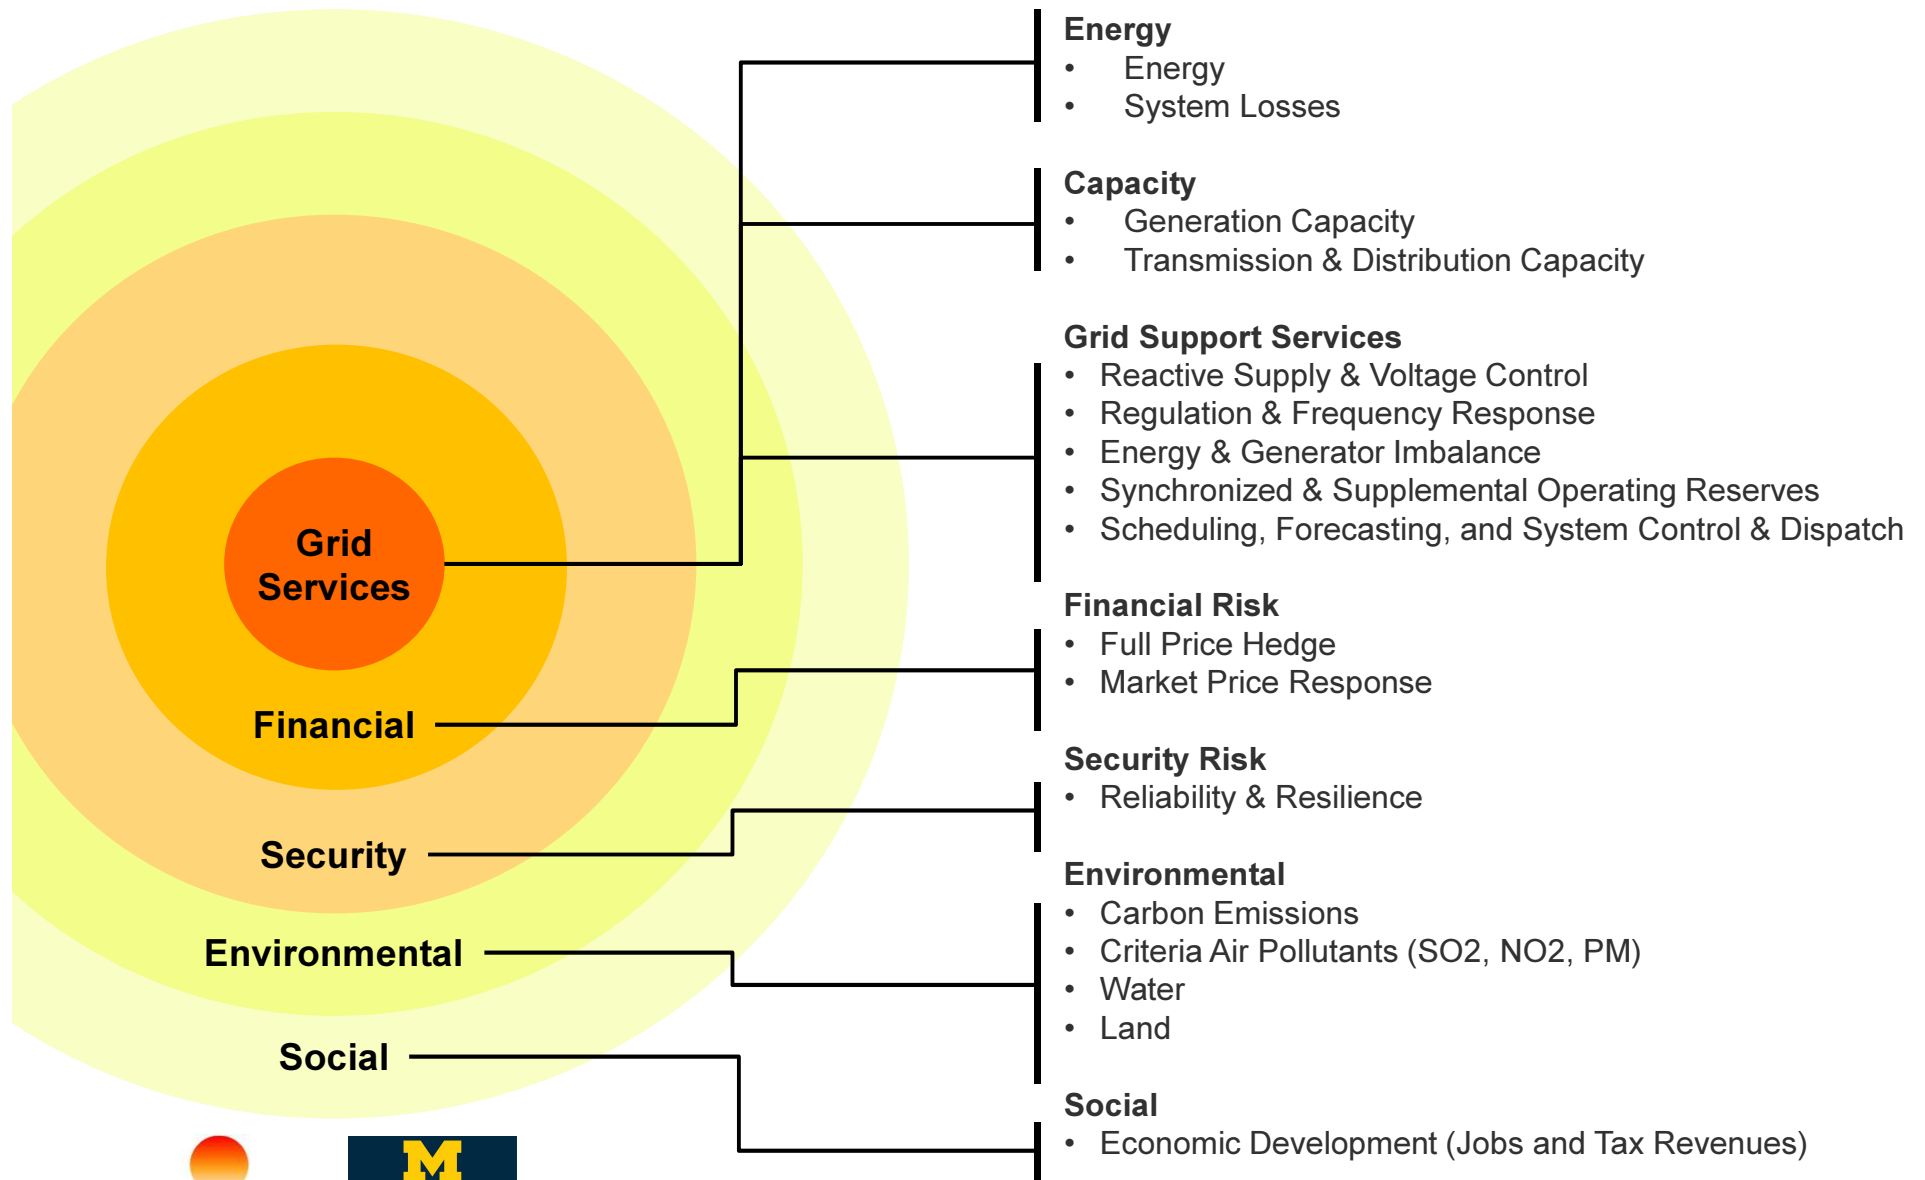 Grid
Services
Financial
Security
Environmental
Social
Energy
• Energy
• System Losses
Capacity
• Generation Capacity
• Transmission & Distribution Capacity
Grid Support Services
• Reactive Supply & Voltage Control
• Regulation & Frequency Response
• Energy & Generator Imbalance
• Synchronized & Supplemental Operating Reserves
• Scheduling, Forecasting, and System Control & Dispatch
Financial Risk
• Full Price Hedge
• Market Price Response
Security Risk
• Reliability & Resilience
Environmental
• Carbon Emissions
• Criteria Air Pollutants (SO2, NO2, PM)
• Water
• Land
Social
• Economic Development (Jobs and Tax Revenues)
M